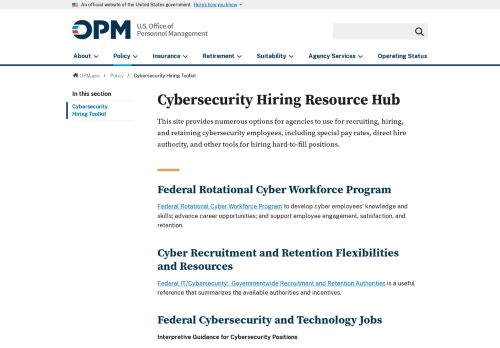 An official website of the United States government Here's how you know
OPM U.S. Office of
Personnel Management
About Policy Insurance Retirement Suitability Agency Services Operating Status
OPM.gov / Policy / Cybersecurity Hiring Toolkit
In this section
Cybersecurity
Hiring Toolkit
Cybersecurity Hiring Resource Hub
This site provides numerous options for agencies to use for recruiting, hiring,
and retaining cybersecurity employees, including special pay rates, direct hire
authority, and other tools for hiring hard-to-fill positions.
Federal Rotational Cyber Workforce Program
Federal Rotational Cyber Workforce Program to develop cyber employees' knowledge and
skills; advance career opportunities; and support employee engagement, satisfaction, and
retention.
Cyber Recruitment and Retention Flexibilities
and Resources
Federal IT/Cybersecurity: Governmentwide Recruitment and Retention Authorities is a useful
reference that summarizes the available authorities and incentives.
Federal Cybersecurity and Technology Jobs
Interpretive Guidance for Cybersecurity Positions